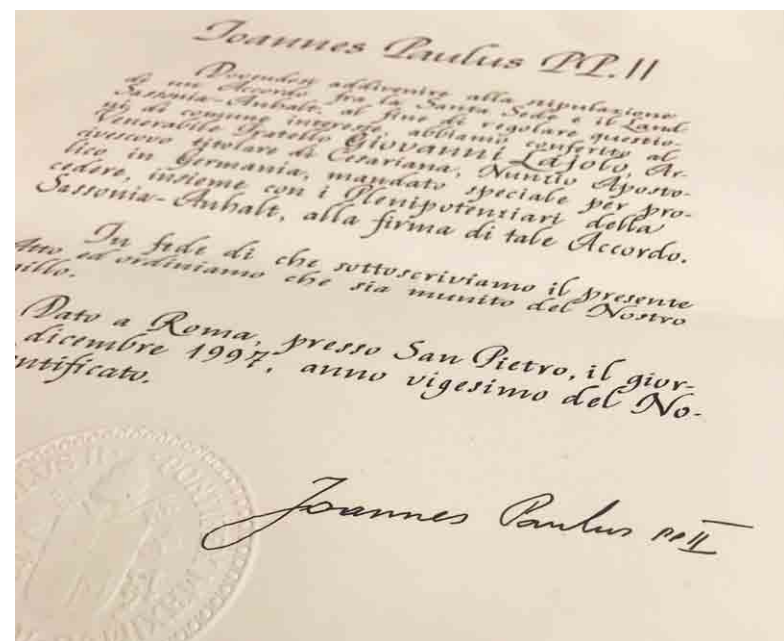 Joannes Paulus PP. II
Dovendosi addivenire alla stipulazione
di un Accordo fra la Santa Sede e il Land
Sassonia-Anhalt, al fine di regolare questio-
ni di comune interesse, abbiamo conferito al
Venerabile Fratello Giovanni Lajolo, Ar-
civescovo titolare di Cesariana, Nunzio Aposto-
lico in Germania, mandato speciale per pro-
cedere, insieme con i Plenipotenziari della
Sassonia-Anhalt, alla firma di tale Accordo.
In fede di che sottoscriviamo il presente
Atto ed ordiniamo che sia munito del Nostro
Dato a Roma, presso San Pietro, il gior-
dicembre 1997, anno vigesimo del No-
Joannes Paulus PP II